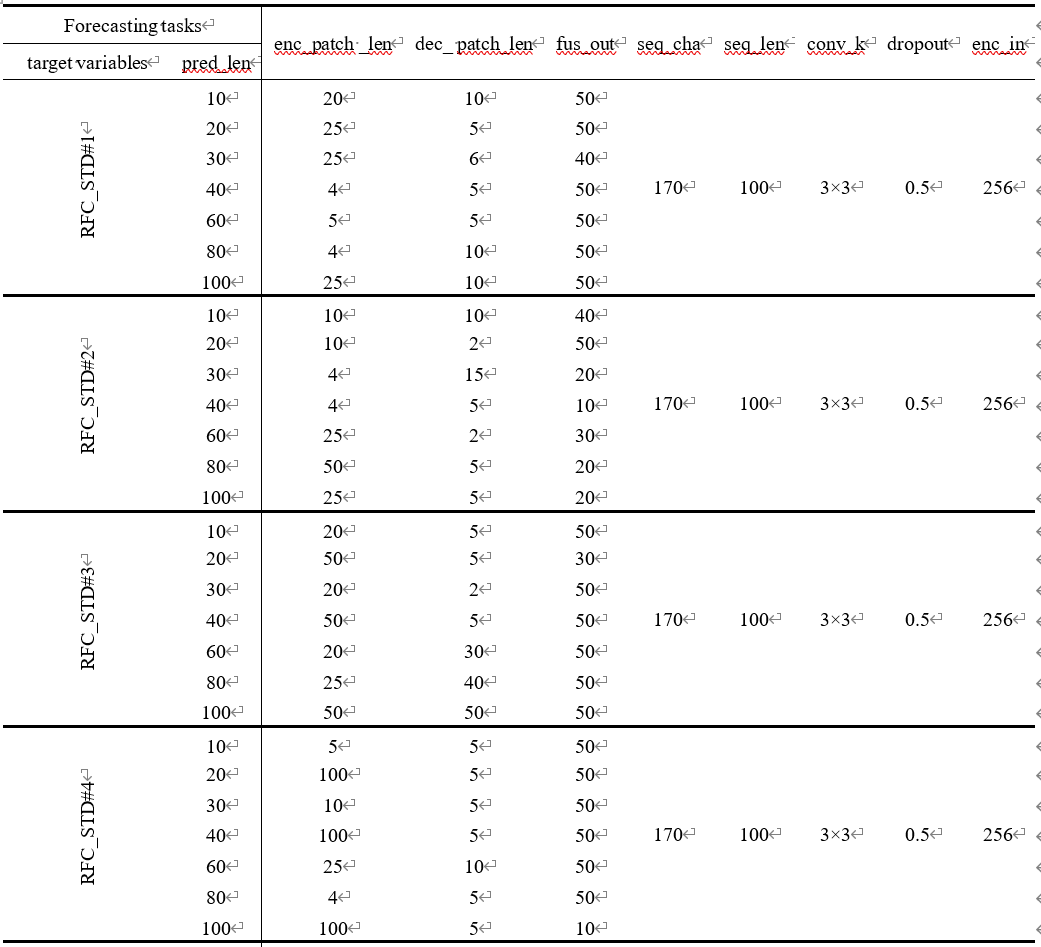 Forecasting tasks↵
enc_patch _len↵ dec_ patch_len↵ fus_out↵ seq_cha↵ seq_len↵ conv_k↵ dropout↵ enc_in↵
target variables↵ pred_len↵
RFC_STD#1↵
10↵ 20↵ 10↵ 50↵
20↵ 25↵ 5↵ 50↵
30↵ 25↵ 6↵ 40↵
40↵ 4↵ 5↵ 50↵ 170↵ 100↵ 3×3↵ 0.5↵ 256↵
60↵ 5↵ 5↵ 50↵
80↵ 4↵ 10↵ 50↵
100↵ 25↵ 10↵ 50↵
RFC_STD#2↵
10↵ 10↵ 10↵ 40↵
20↵ 10↵ 2↵ 50↵
30↵ 4↵ 15↵ 20↵
40↵ 4↵ 5↵ 10↵ 170↵ 100↵ 3×3↵ 0.5↵ 256↵
60↵ 25↵ 2↵ 30↵
80↵ 50↵ 5↵ 20↵
100↵ 25↵ 5↵ 20↵
RFC_STD#3↵
10↵ 20↵ 5↵ 50↵
20↵ 50↵ 5↵ 30↵
30↵ 20↵ 2↵ 50↵
40↵ 50↵ 5↵ 50↵ 170↵ 100↵ 3×3↵ 0.5↵ 256↵
60↵ 20↵ 30↵ 50↵
80↵ 25↵ 40↵ 50↵
100↵ 50↵ 50↵ 50↵
RFC_STD#4↵
10↵ 5↵ 5↵ 50↵
20↵ 100↵ 5↵ 50↵
30↵ 10↵ 5↵ 50↵
40↵ 100↵ 5↵ 50↵ 170↵ 100↵ 3×3↵ 0.5↵ 256↵
60↵ 25↵ 10↵ 50↵
80↵ 4↵ 5↵ 50↵
100↵ 100↵ 5↵ 10↵